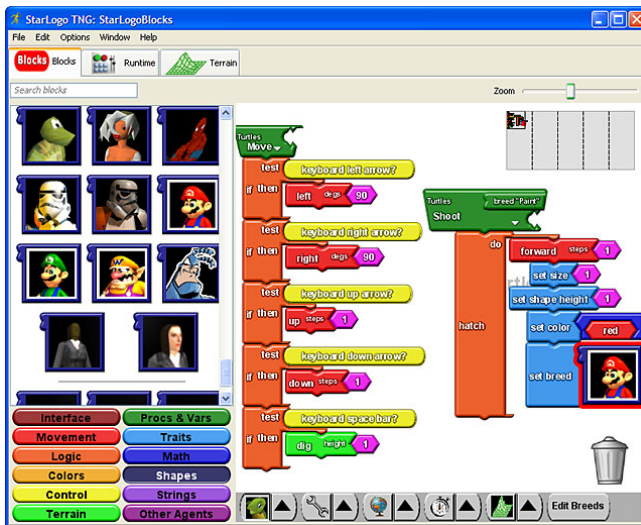 StarLogo TNG: StarLogoBlocks
File Edit Options Window Help
Blocks Blocks
Runtime
Terrain
Search blocks
Zoom
Turtles
Move
test keyboard left arrow?
if then left degs 90
test keyboard right arrow?
if then right degs 90
test keyboard up arrow?
if then up steps 1
test keyboard down arrow?
if then down steps 1
test keyboard space bar?
if then dig height 1
Turtles breed "Paint"
Shoot
hatch do forward steps 1
set size 1
set shape height 1
set color red
set breed
Interface Procs & Vars
Movement Traits
Logic Math
Colors Shapes
Control Strings
Terrain Other Agents
Edit Breeds